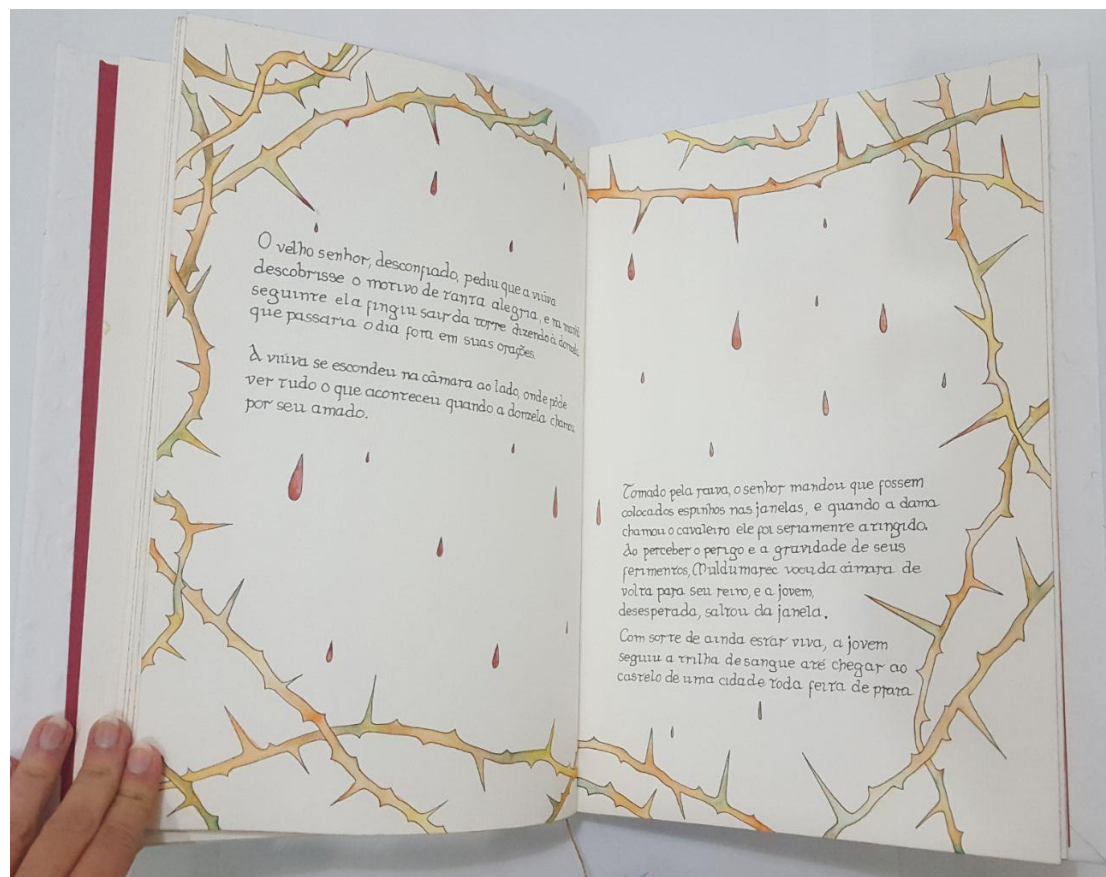 O velho senhor, desconfiado, pediu que a viúva
descobrisse o motivo de tanta alegria, e na manhã
seguinte ela fingiu sair da torre dizendo à donzela
que passaria o dia fora em suas orações.
A viúva se escondeu na câmara ao lado, onde pôde
ver tudo o que aconteceu quando a donzela chamou
por seu amado.
Tomado pela raiva, o senhor mandou que fossem
colocados espinhos nas janelas, e quando a dama
chamou o cavaleiro ele foi seriamente atingido.
Ao perceber o perigo e a gravidade de seus
ferimentos, Muldumarec voou da câmara de
volta para seu reino, e a jovem,
desesperada, saltou da janela.
Com sorte de ainda estar viva, a jovem
seguiu a trilha de sangue até chegar ao
castelo de uma cidade toda feita de prata